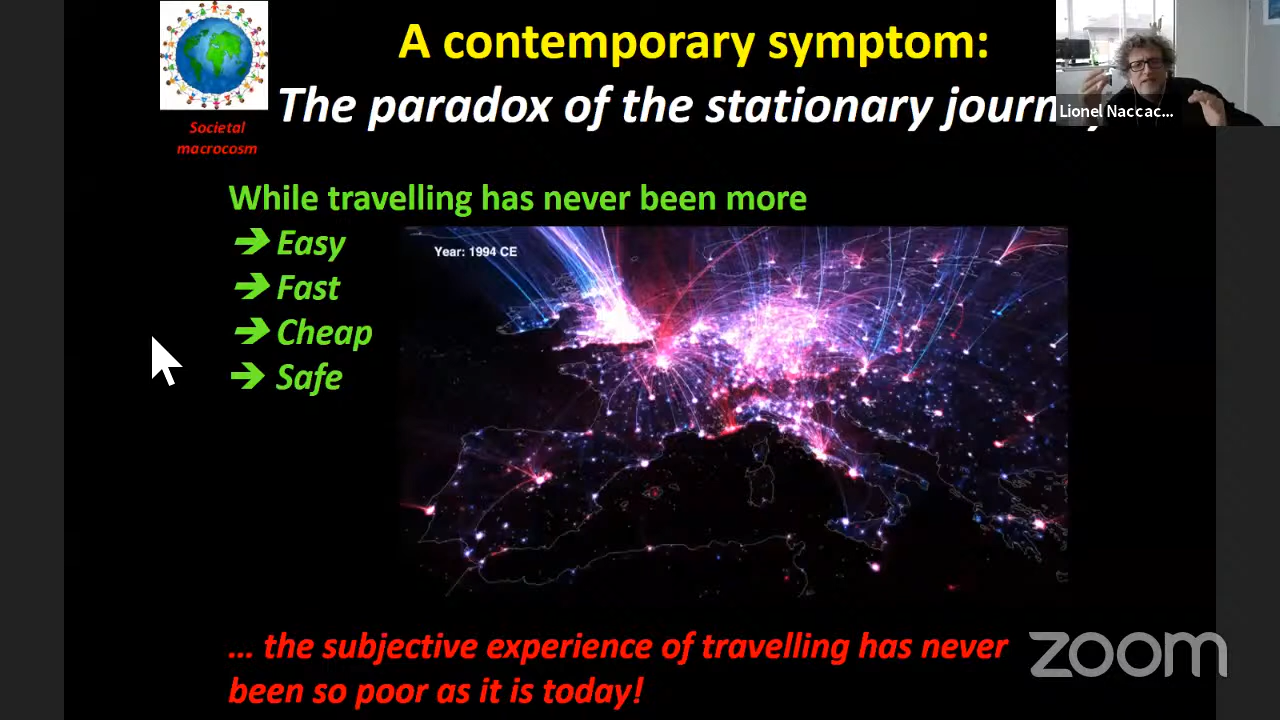 A contemporary symptom:
The paradox of the stationary journ
Lionel Naccac...
Societal
macrocosm
While travelling has never been more
➔ Easy
➔ Fast
➔ Cheap
➔ Safe
Year: 1994 CE
... the subjective experience of travelling has never
been so poor as it is today!
zoom